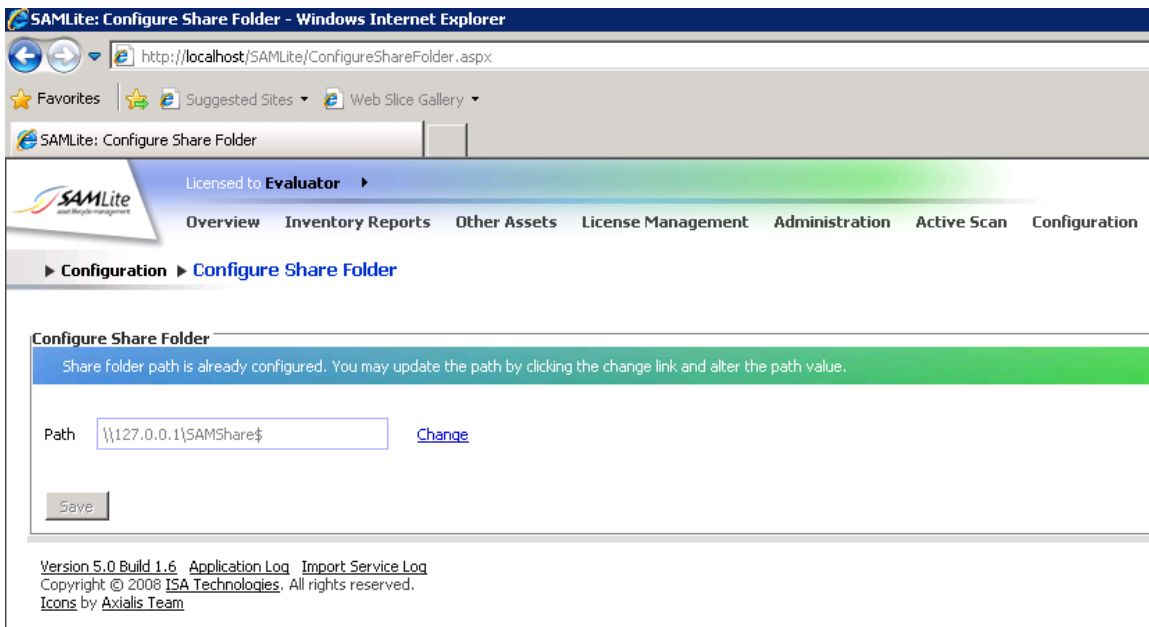 SAMLite: Configure Share Folder - Windows Internet Explorer
http://localhost/SAMLite/ConfigureShareFolder.aspx
Favorites Suggested Sites Web Slice Gallery
SAMLite: Configure Share Folder
SAMLite
asset lifecycle management
Licensed to Evaluator
Overview Inventory Reports Other Assets License Management Administration Active Scan Configuration
Configuration Configure Share Folder
Configure Share Folder
Share folder path is already configured. You may update the path by clicking the change link and alter the path value.
Path \\127.0.0.1\SAMShare$ Change
Save
Version 5.0 Build 1.6 Application Log Import Service Log
Copyright © 2008 ISA Technologies. All rights reserved.
Icons by Axialis Team